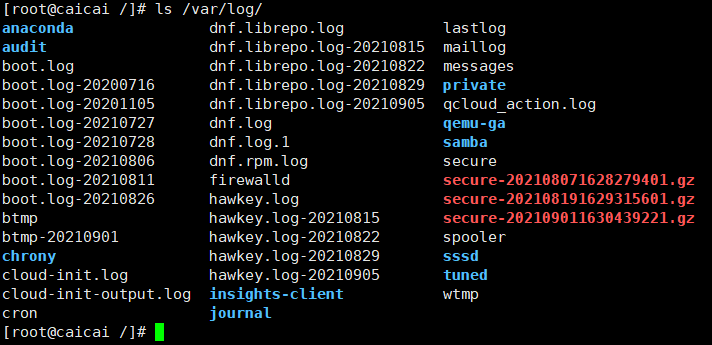 [root@caicai /]# ls /var/log/
anaconda dnf.librepo.log lastlog
audit dnf.librepo.log-20210815 maillog
boot.log dnf.librepo.log-20210822 messages
boot.log-20200716 dnf.librepo.log-20210829 private
boot.log-20201105 dnf.librepo.log-20210905 qcloud_action.log
boot.log-20210727 dnf.log qemu-ga
boot.log-20210728 dnf.log.1 samba
boot.log-20210806 dnf.rpm.log secure
boot.log-20210811 firewalld secure-202108071628279401.gz
boot.log-20210826 hawkey.log secure-202108191629315601.gz
btmp hawkey.log-20210815 secure-202109011630439221.gz
btmp-20210901 hawkey.log-20210822 spooler
chrony hawkey.log-20210829 sssd
cloud-init.log hawkey.log-20210905 tuned
cloud-init-output.log insights-client wtmp
cron journal
[root@caicai /]#